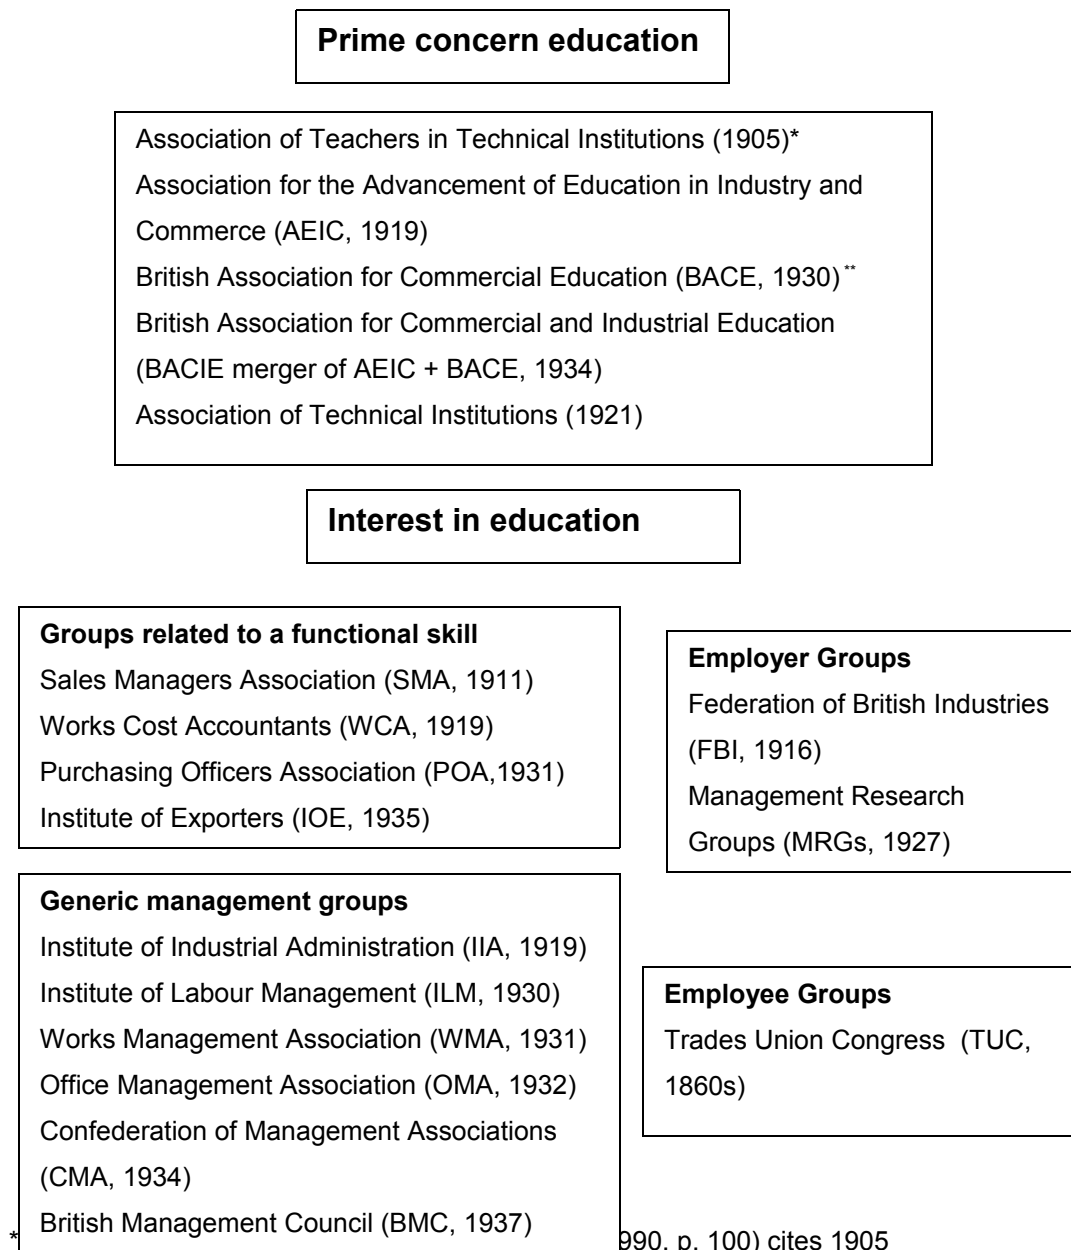 Prime concern education
Association of Teachers in Technical Institutions (1905)*
Association for the Advancement of Education in Industry and
Commerce (AEIC, 1919)
British Association for Commercial Education (BACE, 1930)**
British Association for Commercial and Industrial Education
(BACIE merger of AEIC + BACE, 1934)
Association of Technical Institutions (1921)
Interest in education
Groups related to a functional skill
Sales Managers Association (SMA, 1911)
Works Cost Accountants (WCA, 1919)
Purchasing Officers Association (POA,1931)
Institute of Exporters (IOE, 1935)
Employer Groups
Federation of British Industries
(FBI, 1916)
Management Research
Groups (MRGs, 1927)
Generic management groups
Institute of Industrial Administration (IIA, 1919)
Institute of Labour Management (ILM, 1930)
Works Management Association (WMA, 1931)
Office Management Association (OMA, 1932)
Confederation of Management Associations
(CMA, 1934)
British Management Council (BMC, 1937)
Employee Groups
Trades Union Congress (TUC,
1860s)
* 990, p. 100) cites 1905